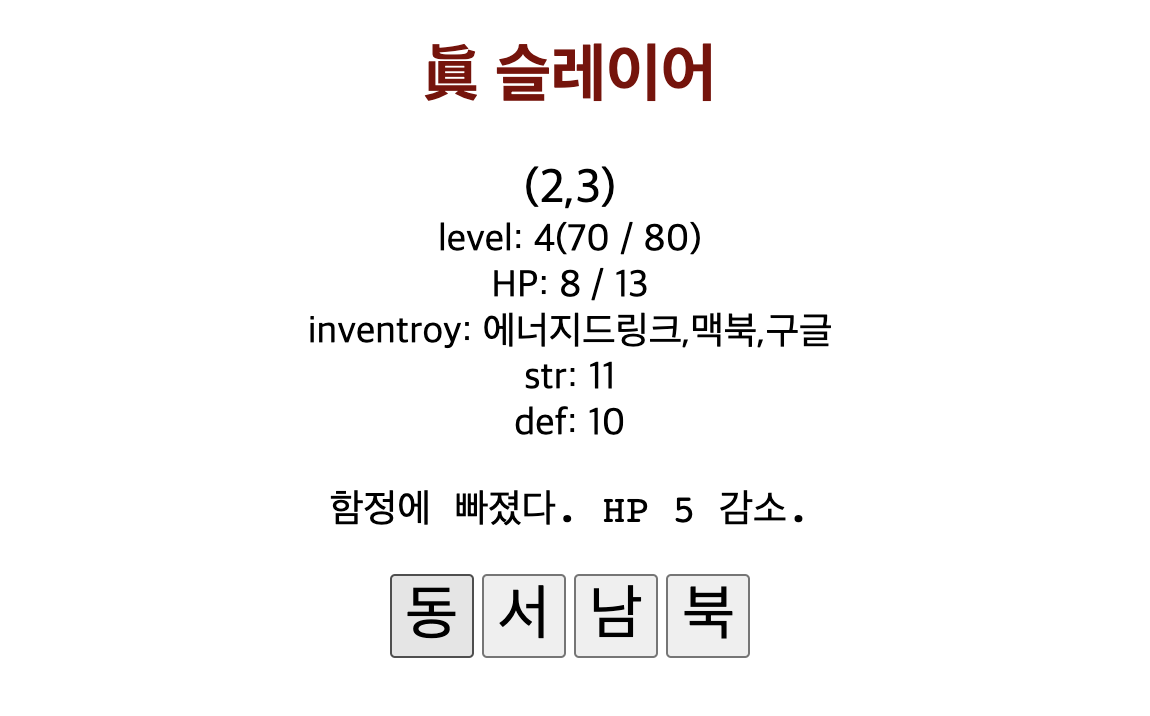 眞 슬레이어
(2,3)
level: 4(70 / 80)
HP: 8 / 13
inventroy: 에너지드링크,맥북,구글
str: 11
def: 10
함정에 빠졌다. HP 5 감소.
동 서 남 북